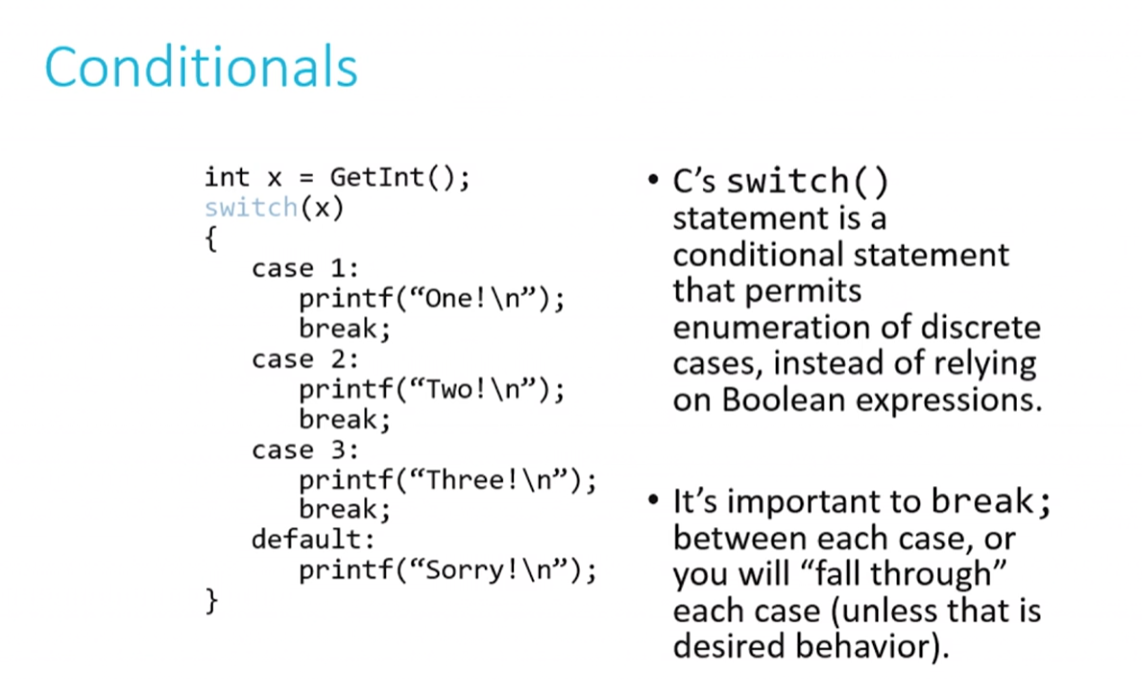 Conditionals
int x = GetInt();
switch(x)
{
case 1:
printf(“One!\n”);
break;
case 2:
printf(“Two!\n”);
break;
case 3:
printf(“Three!\n”);
break;
default:
printf(“Sorry!\n”);
}
• C’s switch()
statement is a
conditional statement
that permits
enumeration of discrete
cases, instead of relying
on Boolean expressions.
• It’s important to break;
between each case, or
you will “fall through”
each case (unless that is
desired behavior).